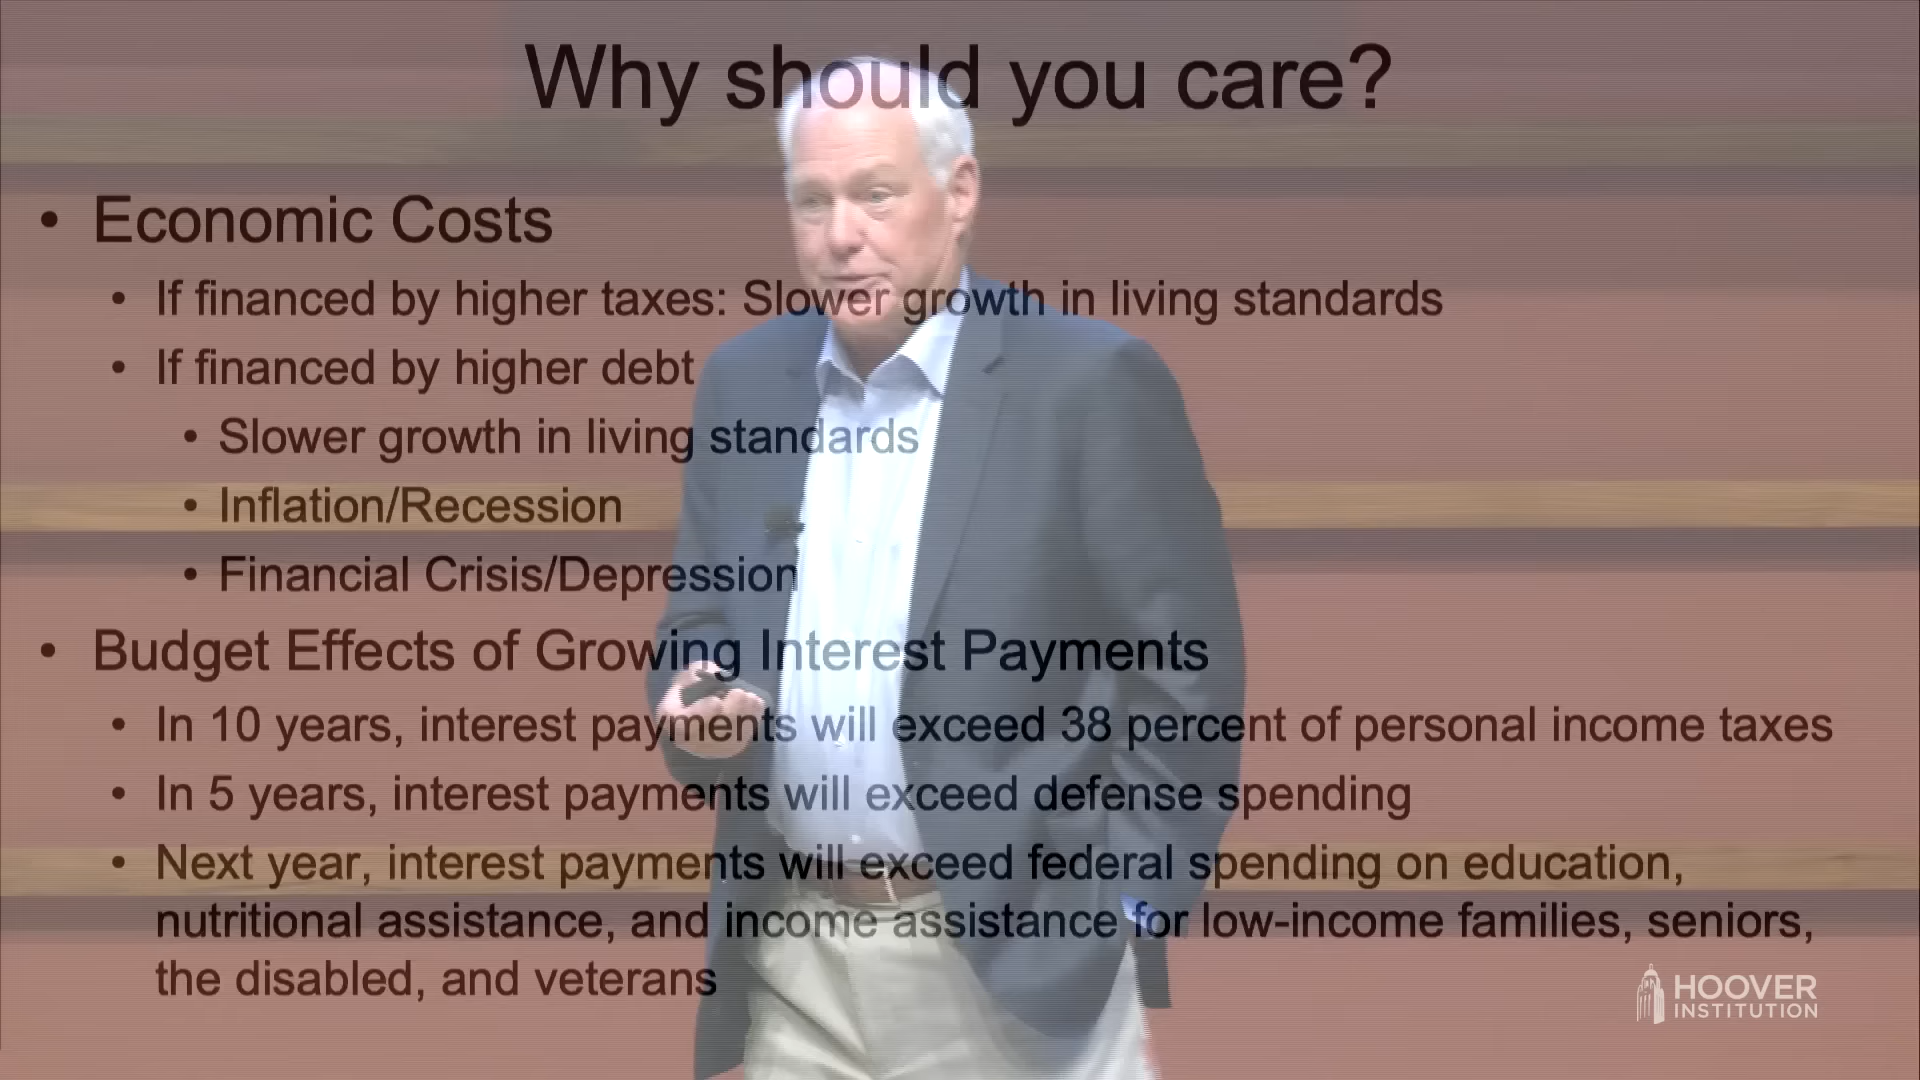 Why should you care?
• Economic Costs
• If financed by higher taxes: Slower growth in living standards
• If financed by higher debt
• Slower growth in living standards
• Inflation/Recession
• Financial Crisis/Depression
• Budget Effects of Growing Interest Payments
• In 10 years, interest payments will exceed 38 percent of personal income taxes
• In 5 years, interest payments will exceed defense spending
• Next year, interest payments will exceed federal spending on education,
nutritional assistance, and income assistance for low-income families, seniors,
the disabled, and veterans
HOOVER
INSTITUTION